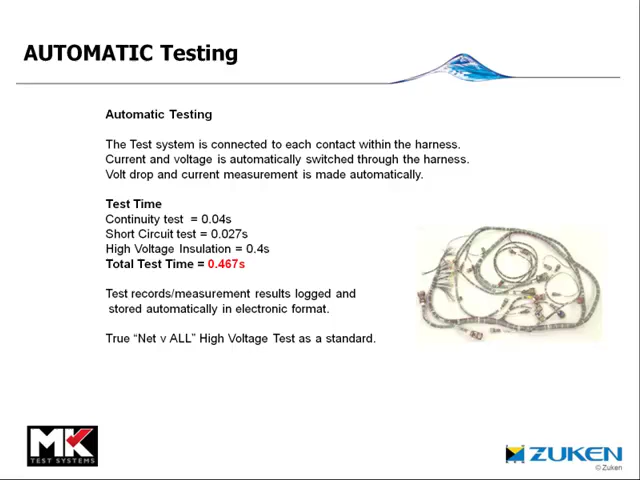 AUTOMATIC Testing
Automatic Testing
The Test system is connected to each contact within the harness.
Current and voltage is automatically switched through the harness.
Volt drop and current measurement is made automatically.
Test Time
Continuity test = 0.04s
Short Circuit test = 0.027s
High Voltage Insulation = 0.4s
Total Test Time = 0.467s
Test records/measurement results logged and
stored automatically in electronic format.
True “Net v ALL” High Voltage Test as a standard.
MK
TEST SYSTEMS
ZUKEN
© Zuken